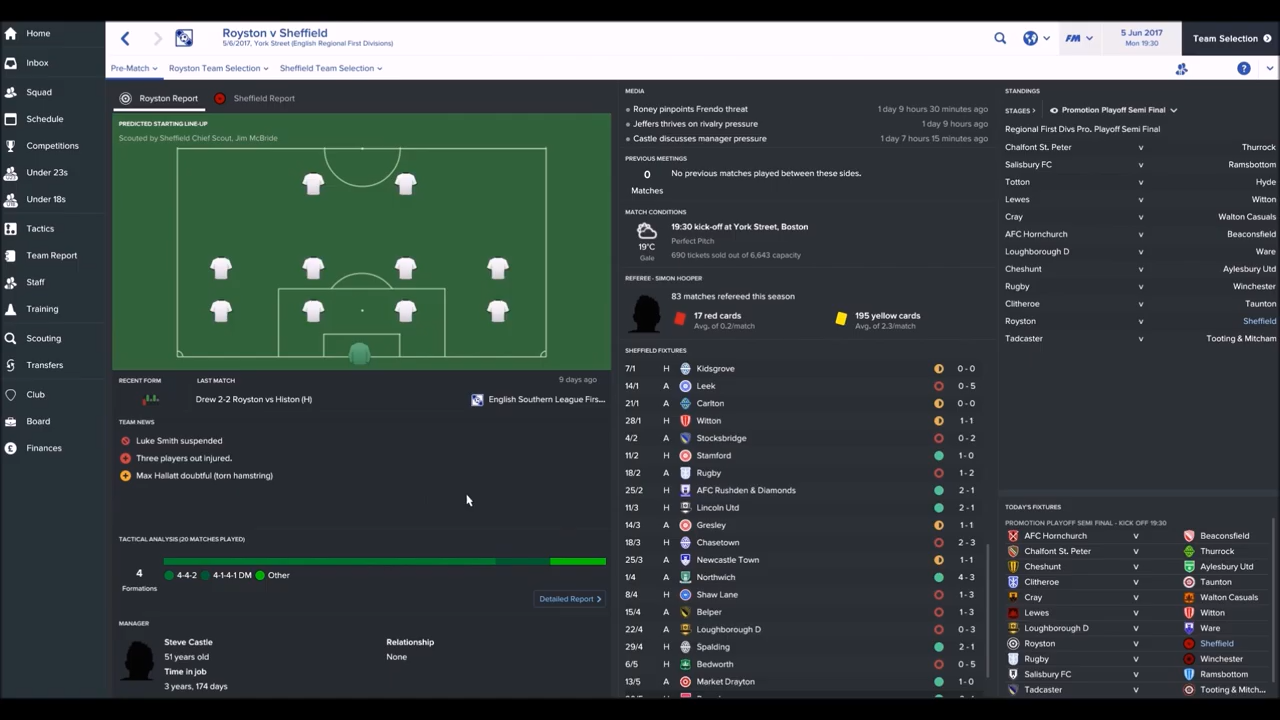 Home
Inbox
Squad
Schedule
Competitions
Under 23s
Under 18s
Tactics
Team Report
Staff
Training
Scouting
Transfers
Club
Board
Finances
Royston v Sheffield
5/6/2017, York Street (English Regional First Divisions)
FM
5 Jun 2017
Mon 19:30
Team Selection
Pre-Match
Royston Team Selection
Sheffield Team Selection
?
Royston Report
Sheffield Report
PREDICTED STARTING LINE-UP
Scouted by Sheffield Chief Scout, Jim McBride
RECENT FORM
LAST MATCH
9 days ago
Drew 2-2 Royston vs Histon (H)
English Southern League Firs...
TEAM NEWS
Luke Smith suspended
Three players out injured.
Max Hallatt doubtful (torn hamstring)
TACTICAL ANALYSIS (20 MATCHES PLAYED)
4
Formations
4-4-2
4-1-4-1 DM
Other
Detailed Report
MANAGER
Steve Castle
51 years old
Time in job
3 years, 174 days
Relationship
None
MEDIA
Roney pinpoints Frendo threat 1 day 9 hours 30 minutes ago
Jeffers thrives on rivalry pressure 1 day 9 hours ago
Castle discusses manager pressure 1 day 7 hours 15 minutes ago
PREVIOUS MEETINGS
0
Matches
No previous matches played between these sides.
MATCH CONDITIONS
19°C
Gale
19:30 kick-off at York Street, Boston
Perfect Pitch
690 tickets sold out of 6,643 capacity
REFEREE - SIMON HOOPER
83 matches refereed this season
17 red cards
Avg. of 0.2/match
195 yellow cards
Avg. of 2.3/match
SHEFFIELD FIXTURES
7/1 H Kidsgrove 0 - 0
14/1 A Leek 0 - 5
21/1 A Carlton 0 - 0
28/1 H Witton 1 - 1
4/2 A Stocksbridge 0 - 2
11/2 H Stamford 1 - 0
18/2 A Rugby 1 - 2
25/2 H AFC Rushden & Diamonds 2 - 1
11/3 H Lincoln Utd 2 - 1
14/3 A Gresley 1 - 1
18/3 H Chasetown 2 - 3
25/3 A Newcastle Town 1 - 1
1/4 A Northwich 4 - 3
8/4 H Shaw Lane 1 - 3
15/4 A Belper 1 - 3
22/4 A Loughborough D 0 - 3
29/4 H Spalding 2 - 1
6/5 H Bedworth 0 - 5
13/5 A Market Drayton 1 - 0
STANDINGS
STAGES > Promotion Playoff Semi Final
Regional First Divs Pro. Playoff Semi Final
Chalfont St. Peter v Thurrock
Salisbury FC v Ramsbottom
Totton v Hyde
Lewes v Witton
Cray v Walton Casuals
AFC Hornchurch v Beaconsfield
Loughborough D v Ware
Cheshunt v Aylesbury Utd
Rugby v Winchester
Clitheroe v Taunton
Royston v Sheffield
Tadcaster v Tooting & Mitcham
TODAY'S FIXTURES
PROMOTION PLAYOFF SEMI FINAL - KICK OFF 19:30
AFC Hornchurch v Beaconsfield
Chalfont St. Peter v Thurrock
Cheshunt v Aylesbury Utd
Clitheroe v Taunton
Cray v Walton Casuals
Lewes v Witton
Loughborough D v Ware
Royston v Sheffield
Rugby v Winchester
Salisbury FC v Ramsbottom
Tadcaster v Tooting & Mitch...